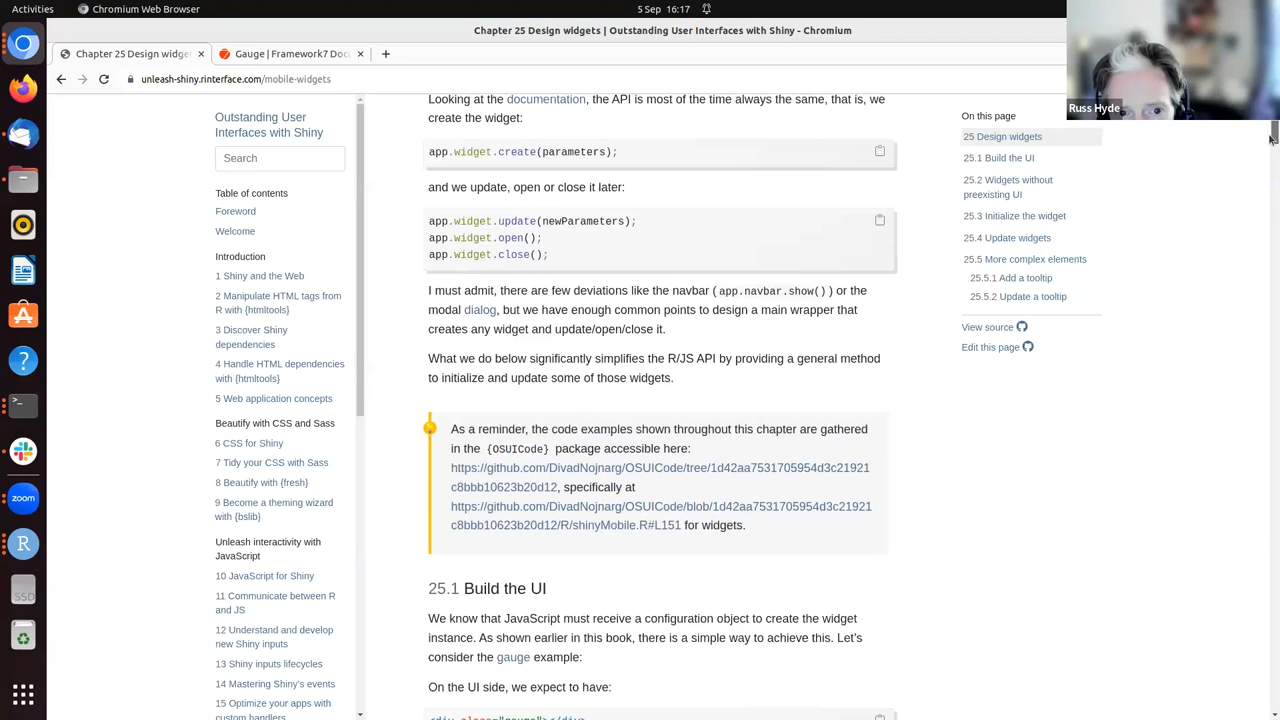 Activities
Chromium Web Browser
5 Sep 16:17
Chapter 25 Design widgets | Outstanding User Interfaces with Shiny - Chromium
Chapter 25 Design widge
Gauge | Framework7 Doc
unleash-shiny.rinterface.com/mobile-widgets
Russ Hyde
Outstanding User
Interfaces with Shiny
Search
Table of contents
Foreword
Welcome
Introduction
1 Shiny and the Web
2 Manipulate HTML tags from
R with {htmltools}
3 Discover Shiny
dependencies
4 Handle HTML dependencies
with {htmltools}
5 Web application concepts
Beautify with CSS and Sass
6 CSS for Shiny
7 Tidy your CSS with Sass
8 Beautify with {fresh}
9 Become a theming wizard
with {bslib}
Unleash interactivity with
JavaScript
10 JavaScript for Shiny
11 Communicate between R
and JS
12 Understand and develop
new Shiny inputs
13 Shiny inputs lifecycles
14 Mastering Shiny's events
15 Optimize your apps with
custom handlers
Looking at the documentation, the API is most of the time always the same, that is, we
create the widget:
app.widget.create(parameters);
and we update, open or close it later:
app.widget.update(newParameters);
app.widget.open();
app.widget.close();
I must admit, there are few deviations like the navbar (app.navbar.show()) or the
modal dialog, but we have enough common points to design a main wrapper that
creates any widget and update/open/close it.
What we do below significantly simplifies the R/JS API by providing a general method
to initialize and update some of those widgets.
As a reminder, the code examples shown throughout this chapter are gathered
in the {OSUICode} package accessible here:
https://github.com/DivadNojnarg/OSUICode/tree/1d42aa7531705954d3c21921
c8bbb10623b20d12, specifically at
https://github.com/DivadNojnarg/OSUICode/blob/1d42aa7531705954d3c21921
c8bbb10623b20d12/R/shinyMobile.R#L151 for widgets.
25.1 Build the UI
We know that JavaScript must receive a configuration object to create the widget
instance. As shown earlier in this book, there is a simple way to achieve this. Let's
consider the gauge example:
On the UI side, we expect to have:
<div class="gauge"></div>
On this page
25 Design widgets
25.1 Build the UI
25.2 Widgets without
preexisting UI
25.3 Initialize the widget
25.4 Update widgets
25.5 More complex elements
25.5.1 Add a tooltip
25.5.2 Update a tooltip
View source
Edit this page
zoom
R
SSD